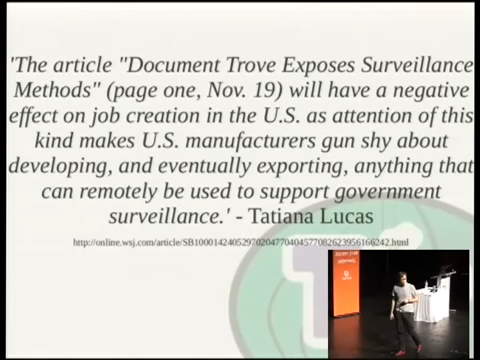 'The article "Document Trove Exposes Surveillance
Methods" (page one, Nov. 19) will have a negative
effect on job creation in the U.S. as attention of this
kind makes U.S. manufacturers gun shy about
developing, and eventually exporting, anything that
can remotely be used to support government
surveillance.' - Tatiana Lucas
http://online.wsj.com/article/SB10001424052970204770404577082623956166242.html